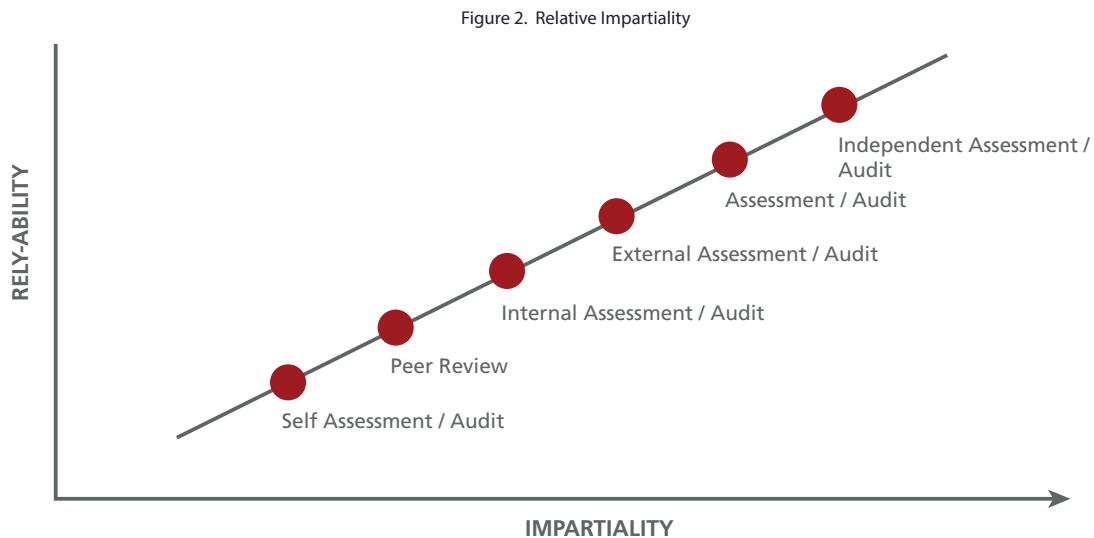 Figure 2. Relative Impartiality
RELY-ABILITY
Independent Assessment /
Audit
Assessment / Audit
External Assessment / Audit
Internal Assessment / Audit
Peer Review
Self Assessment / Audit
IMPARTIALITY